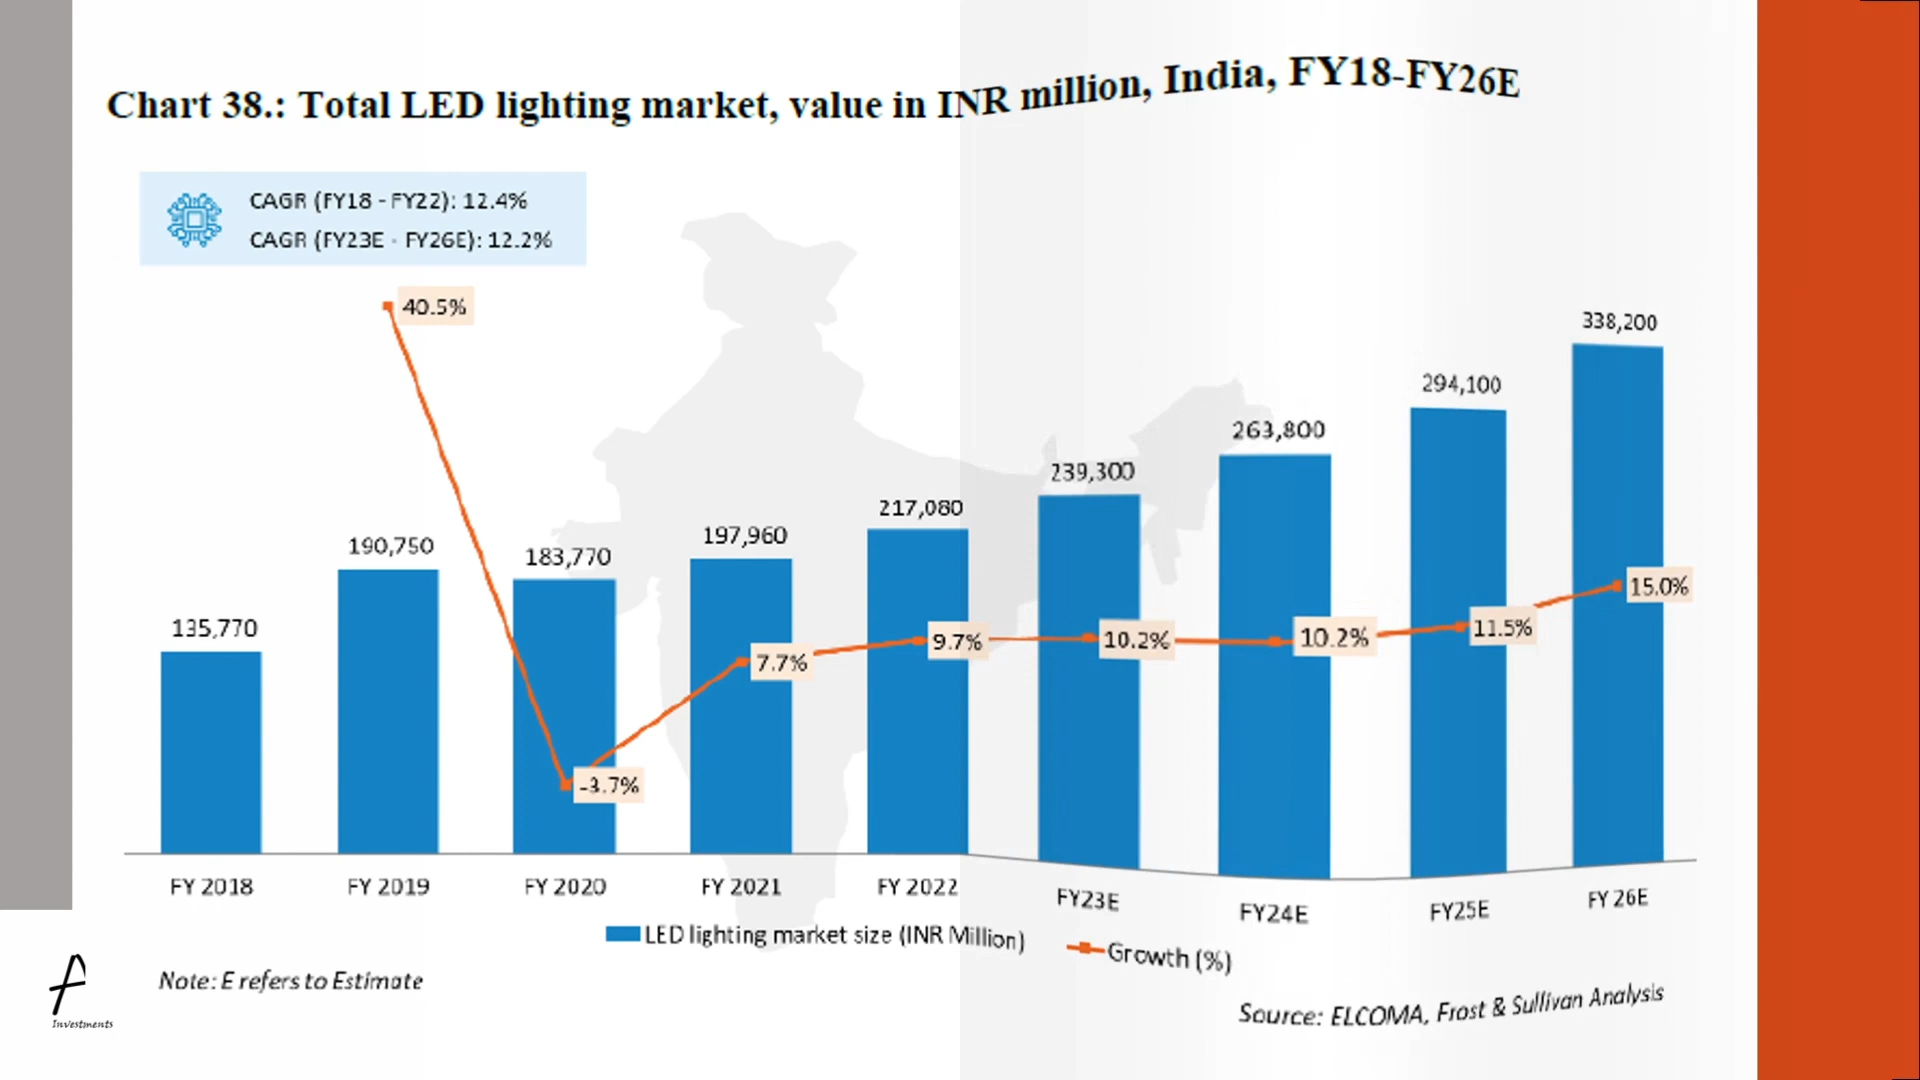 Chart 38.: Total LED lighting market, value in INR million, India, FY18-FY26E
CAGR (FY18 - FY22): 12.4%
CAGR (FY23E - FY26E): 12.2%
40.5%
338,200
294,100
263,800
239,300
217,080
197,960
190,750
183,770
135,770
-3.7%
7.7%
9.7%
10.2%
10.2%
11.5%
15.0%
FY 2018
FY 2019
FY 2020
FY 2021
FY 2022
FY23E
FY24E
FY25E
FY 26E
LED lighting market size (INR Million)
Growth (%)
Note: E refers to Estimate
Source: ELCOMA, Frost & Sullivan Analysis
Investments